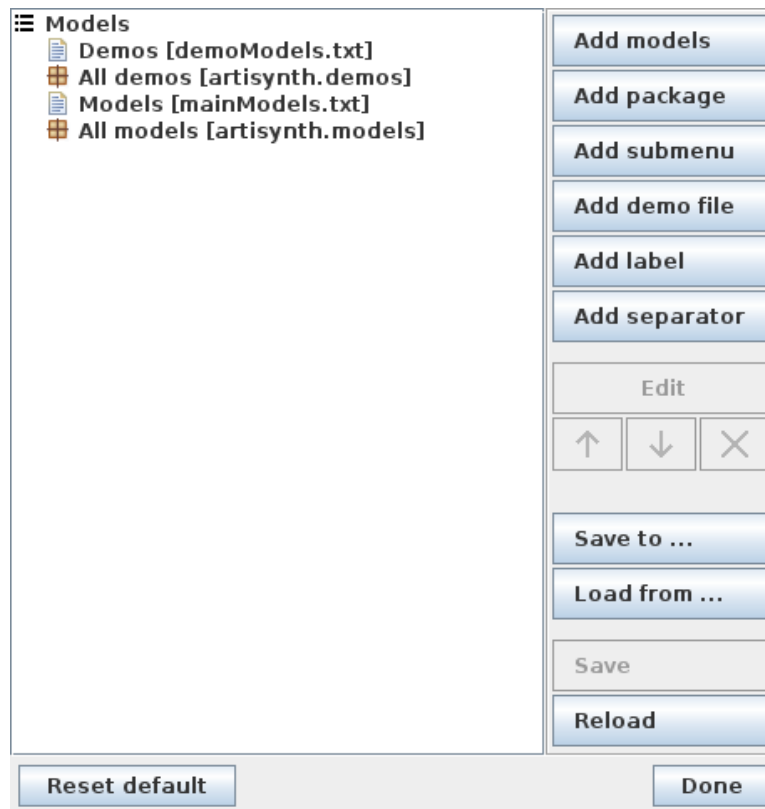 Models
Demos [demoModels.txt]
All demos [artisynth.demos]
Models [mainModels.txt]
All models [artisynth.models]
Add models
Add package
Add submenu
Add demo file
Add label
Add separator
Edit
Save to ...
Load from ...
Save
Reload
Reset default
Done